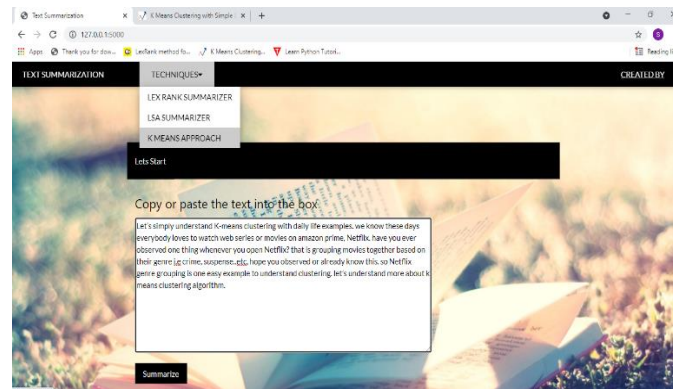 Text Summarization
K Means Clustering with Simple
127.0.0.1:5000
Apps Thank you for dow... LexRank method fo... K Means Clustering... Learn Python Tutori... Reading li
TEXT SUMMARIZATION TECHNIQUES CREATED BY
LEX RANK SUMMARIZER
LSA SUMMARIZER
K MEANS APPROACH
Lets Start
Copy or paste the text into the box:
Let's simply understand K-means clustering with daily life examples. we know these days
everybody loves to watch web series or movies on amazon prime, Netflix. have you ever
observed one thing whenever you open Netflix? that is grouping movies together based on
their genre i.e crime, suspense..etc, hope you observed or already know this. so Netflix
genre grouping is one easy example to understand clustering. let's understand more about k
means clustering algorithm.
Summarize